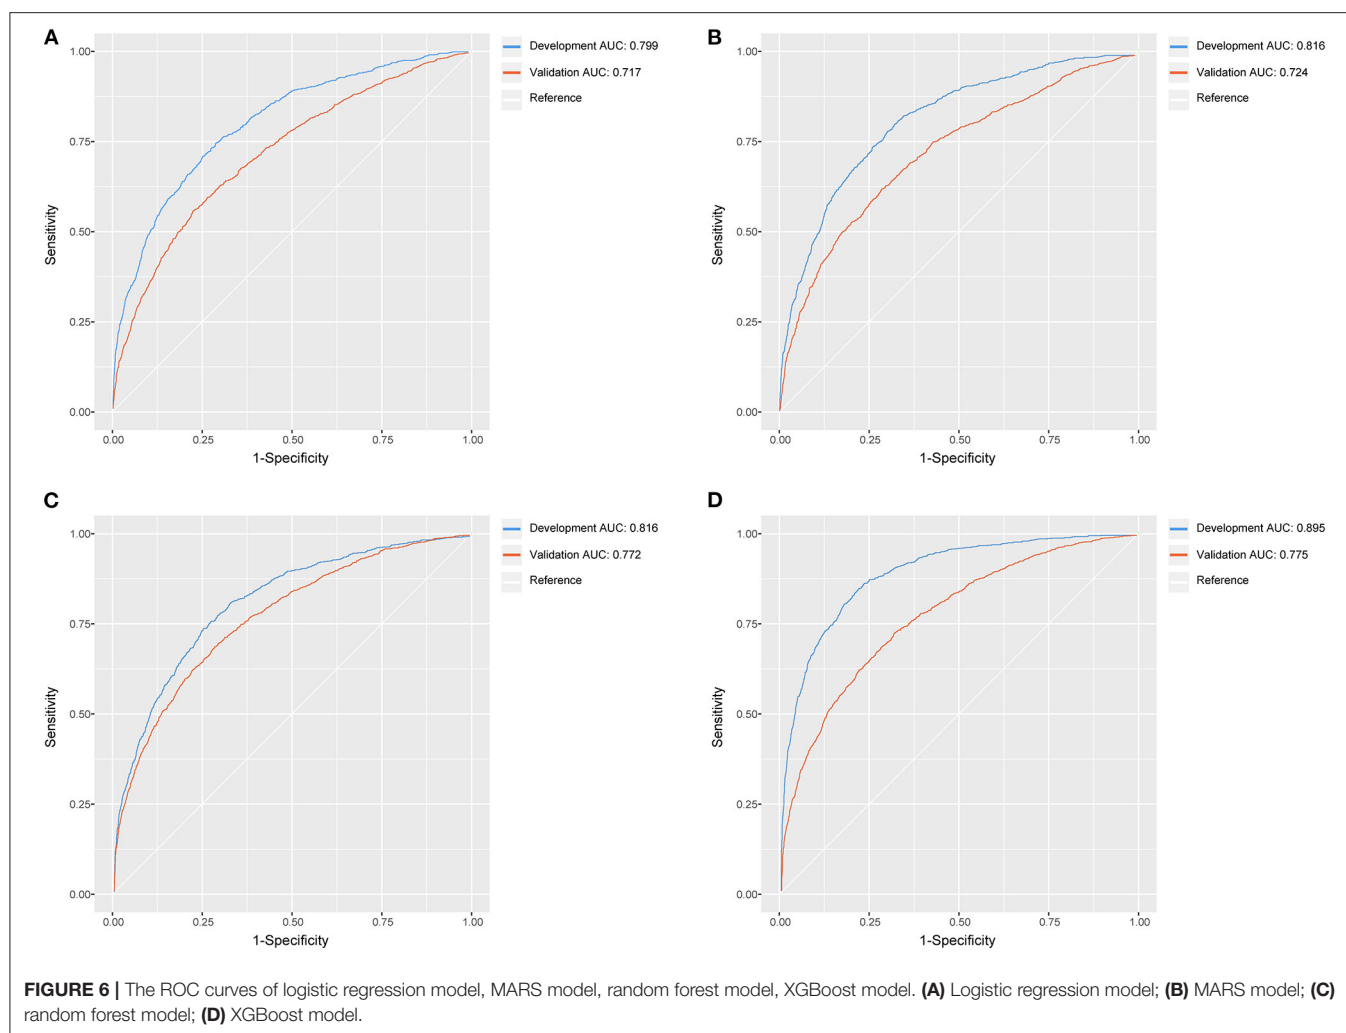 A
Development AUC: 0.799
Validation AUC: 0.717
Reference
1.00
0.75
0.50
0.25
0.00
Sensitivity
0.00 0.25 0.50 0.75 1.00
1-Specificity
B
Development AUC: 0.816
Validation AUC: 0.724
Reference
1.00
0.75
0.50
0.25
0.00
Sensitivity
0.00 0.25 0.50 0.75 1.00
1-Specificity
C
Development AUC: 0.816
Validation AUC: 0.772
Reference
1.00
0.75
0.50
0.25
0.00
Sensitivity
0.00 0.25 0.50 0.75 1.00
1-Specificity
D
Development AUC: 0.895
Validation AUC: 0.775
Reference
1.00
0.75
0.50
0.25
0.00
Sensitivity
0.00 0.25 0.50 0.75 1.00
1-Specificity
FIGURE 6 | The ROC curves of logistic regression model, MARS model, random forest model, XGBoost model. (A) Logistic regression model; (B) MARS model; (C)
random forest model; (D) XGBoost model.